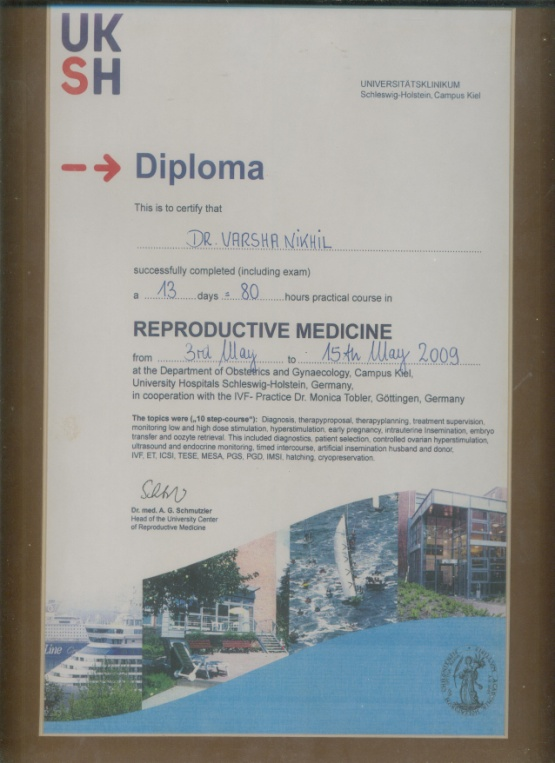 UK
SH
UNIVERSITÄTSKLINIKUM
Schleswig-Holstein, Campus Kiel
Diploma
This is to certify that
DR. VARSHA NIKHIL
successfully completed (including exam)
a 13 days = 80 hours practical course in
REPRODUCTIVE MEDICINE
from 3rd May to 15th May 2009
at the Department of Obstetrics and Gynaecology, Campus Kiel,
University Hospitals Schleswig-Holstein, Germany,
in cooperation with the IVF- Practice Dr. Monica Tobler, Göttingen, Germany
The topics were („10 step-course"): Diagnosis, therapyproposal, therapyplanning, treatment supervision,
monitoring low and high dose stimulation, hyperstimulation, early pregnancy, intrauterine Insemination, embryo
transfer and oozyte retrieval. This included diagnostics, patient selection, controlled ovarian hyperstimulation,
ultrasound and endocrine monitoring, timed intercourse, artificial insemination husband and donor,
IVF, ET, ICSI, TESE, MESA, PGS, PGD, IMSI, hatching, cryopreservation.
Dr. med. A. G. Schmutzler
Head of the University Center
of Reproductive Medicine
Line